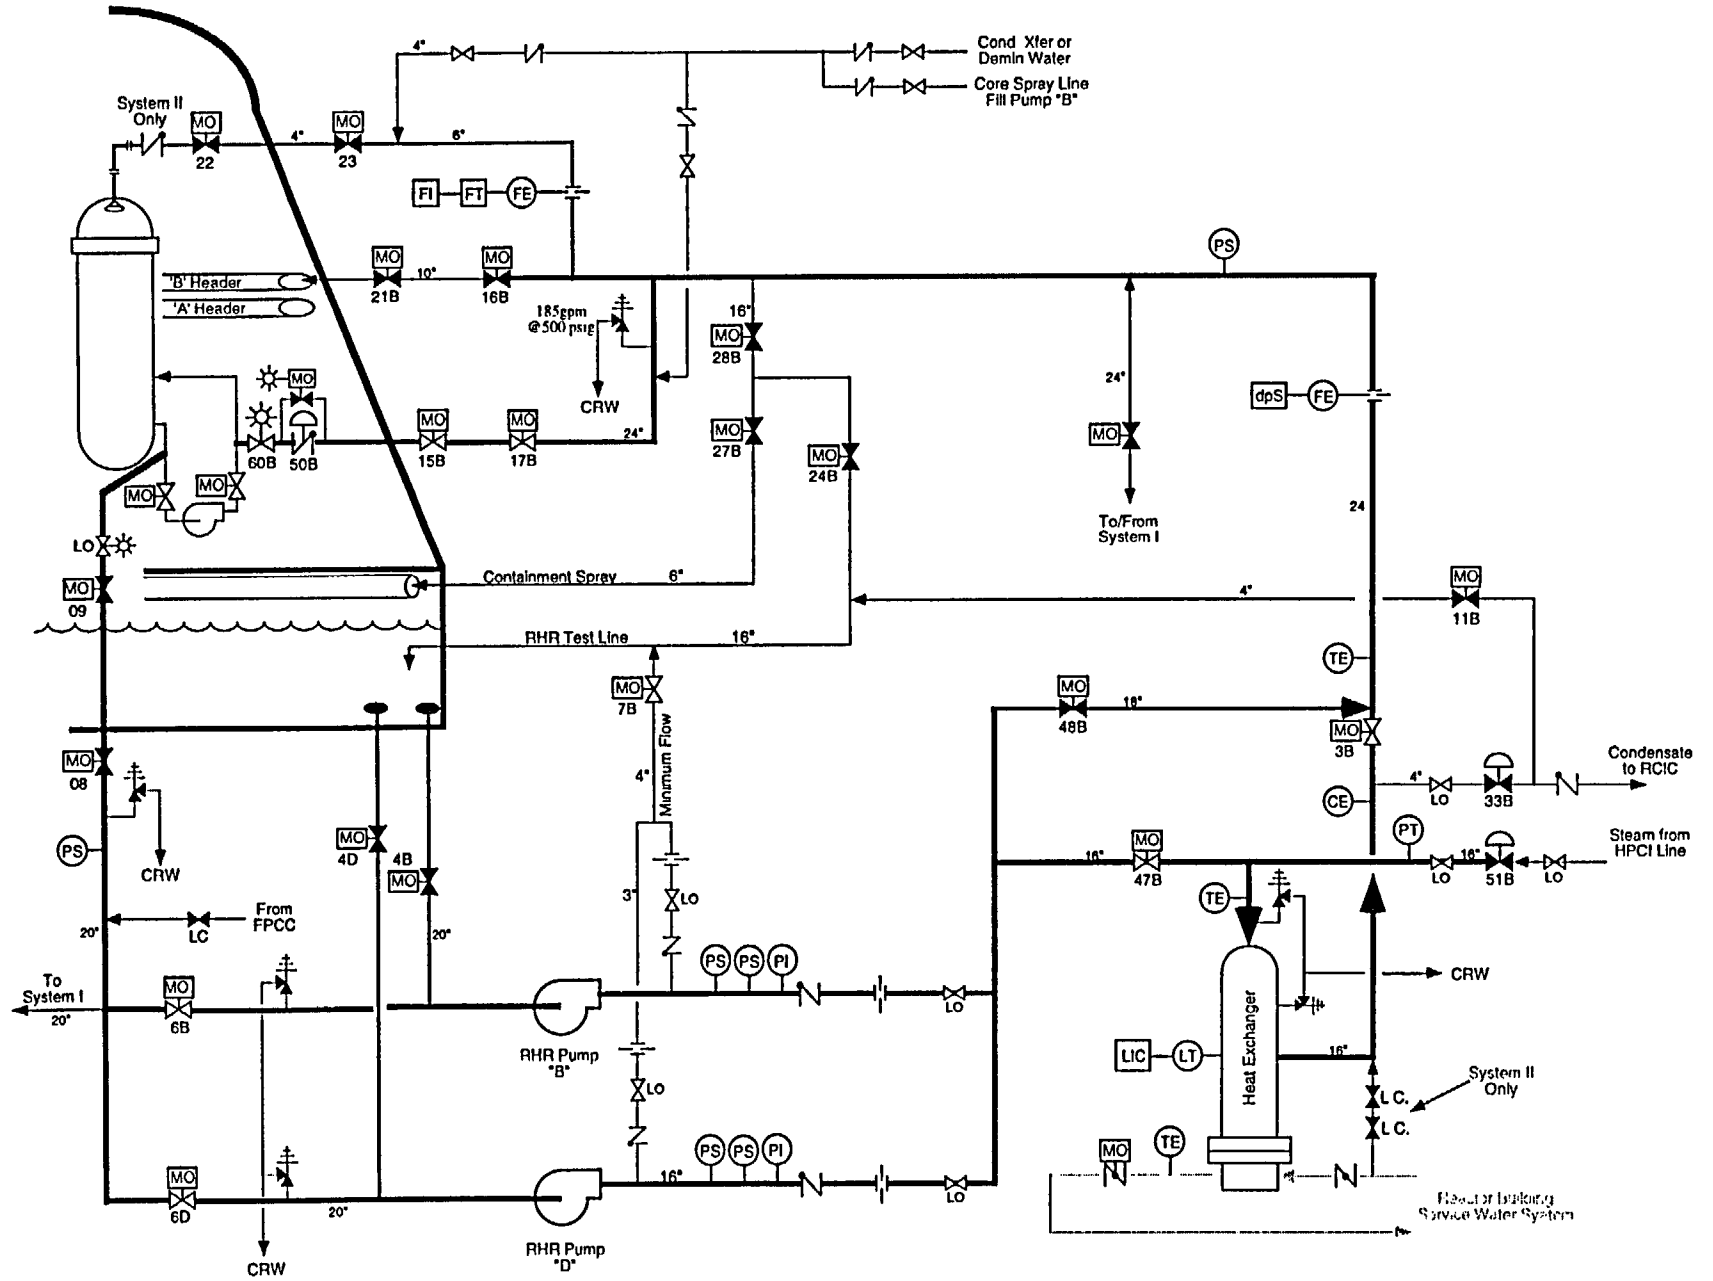 4"
Cond Xfer or
Demin Water
Core Spray Line
Fill Pump "B"
System II
Only
MO
22
4"
MO
23
6"
FI
FT
FE
'B' Header
'A' Header
MO
21B
10"
MO
16B
185gpm
@500 psig
CRW
16"
MO
28B
PS
24"
MO
To/From
System I
dpS
FE
24
MO
60B
50B
MO
15B
MO
17B
24"
MO
27B
MO
24B
MO
MO
LO
MO
09
Containment Spray
6"
4"
MO
11B
RHR Test Line
16"
TE
MO
7B
Minimum Flow
4"
MO
48B
18"
MO
3B
Condensate
to RCIC
4"
LO
33B
MO
08
CRW
PS
MO
4D
4B
MO
CE
PT
Steam from
HPCI Line
16"
MO
47B
LO
16"
51B
LO
From
FPCC
LC
20"
20"
3"
LO
TE
CRW
To
System I
20"
MO
6B
PS
PS
PI
LO
RHR Pump
"B"
LO
LIC
LT
Heat Exchanger
16"
System II
Only
L C.
L C.
MO
6D
20"
16"
PS
PS
PI
LO
MO
TE
Reactor Building
Service Water System
RHR Pump
"D"
CRW